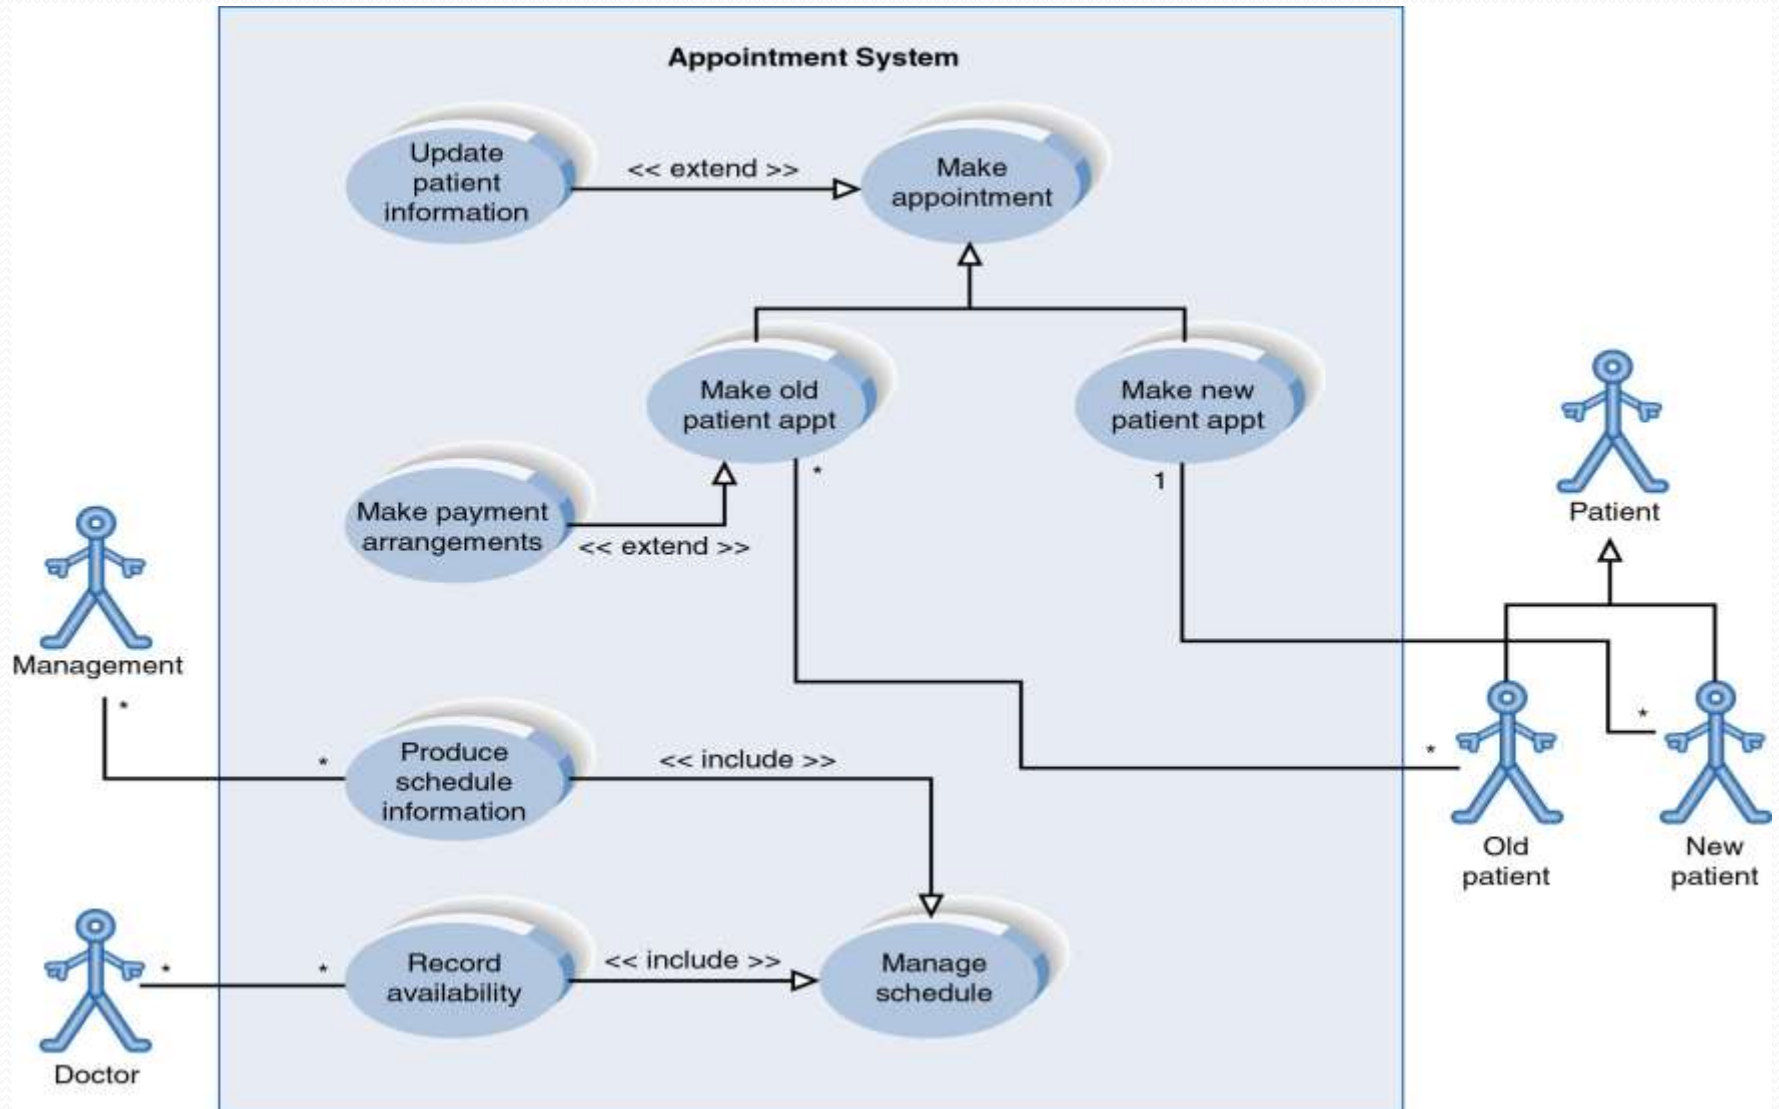 Appointment System
Update
patient
information
<< extend >>
Make
appointment
Make old
patient appt
*
Make new
patient appt
1
Make payment
arrangements
<< extend >>
Patient
Management
*
*
Produce
schedule
information
<< include >>
*
*
Old
patient
New
patient
Doctor
*
*
Record
availability
<< include >>
Manage
schedule